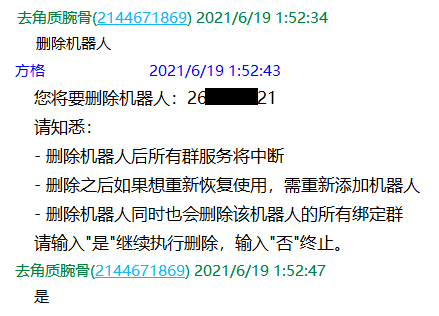 去角质腕骨(2144671869) 2021/6/19 1:52:34
删除机器人
方格 2021/6/19 1:52:43
您将要删除机器人：26 21
请知悉：
- 删除机器人后所有群服务将中断
- 删除之后如果想重新恢复使用，需重新添加机器人
- 删除机器人同时也会删除该机器人的所有绑定群
请输入"是"继续执行删除，输入"否"终止。
去角质腕骨(2144671869) 2021/6/19 1:52:47
是